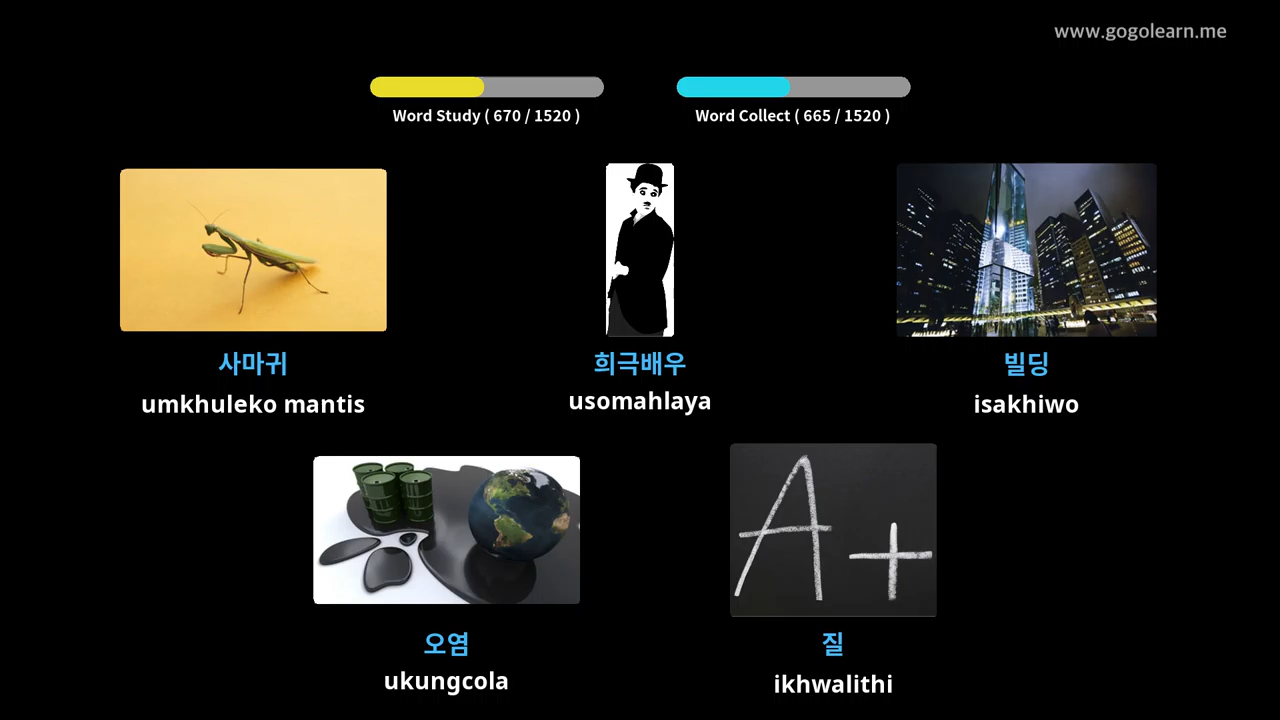 www.gogolearn.me
Word Study ( 670 / 1520 )
Word Collect ( 665 / 1520 )
사마귀
umkhuleko mantis
희극배우
usomahlaya
빌딩
isakhiwo
오염
ukungcola
A+
질
ikhwalithi